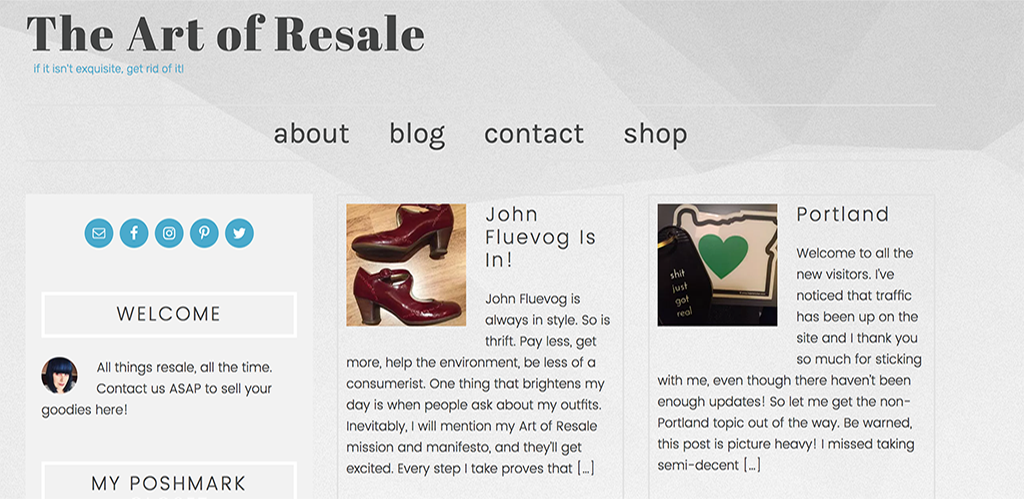 The Art of Resale
if it isn't exquisite, get rid of it!
about blog contact shop
WELCOME
All things resale, all the time.
Contact us ASAP to sell your
goodies here!
MY POSHMARK
John
Fluevog Is
In!
John Fluevog is
always in style. So is
thrift. Pay less, get
more, help the environment, be less of a
consumerist. One thing that brightens my
day is when people ask about my outfits.
Inevitably, I will mention my Art of Resale
mission and manifesto, and they'll get
excited. Every step I take proves that [...]
shit
just
got
real
Portland
Welcome to all the
new visitors. I've
noticed that traffic
has been up on the
site and I thank you
so much for sticking
with me, even though there haven't been
enough updates! So let me get the non-
Portland topic out of the way. Be warned,
this post is picture heavy! I missed taking
semi-decent [...]